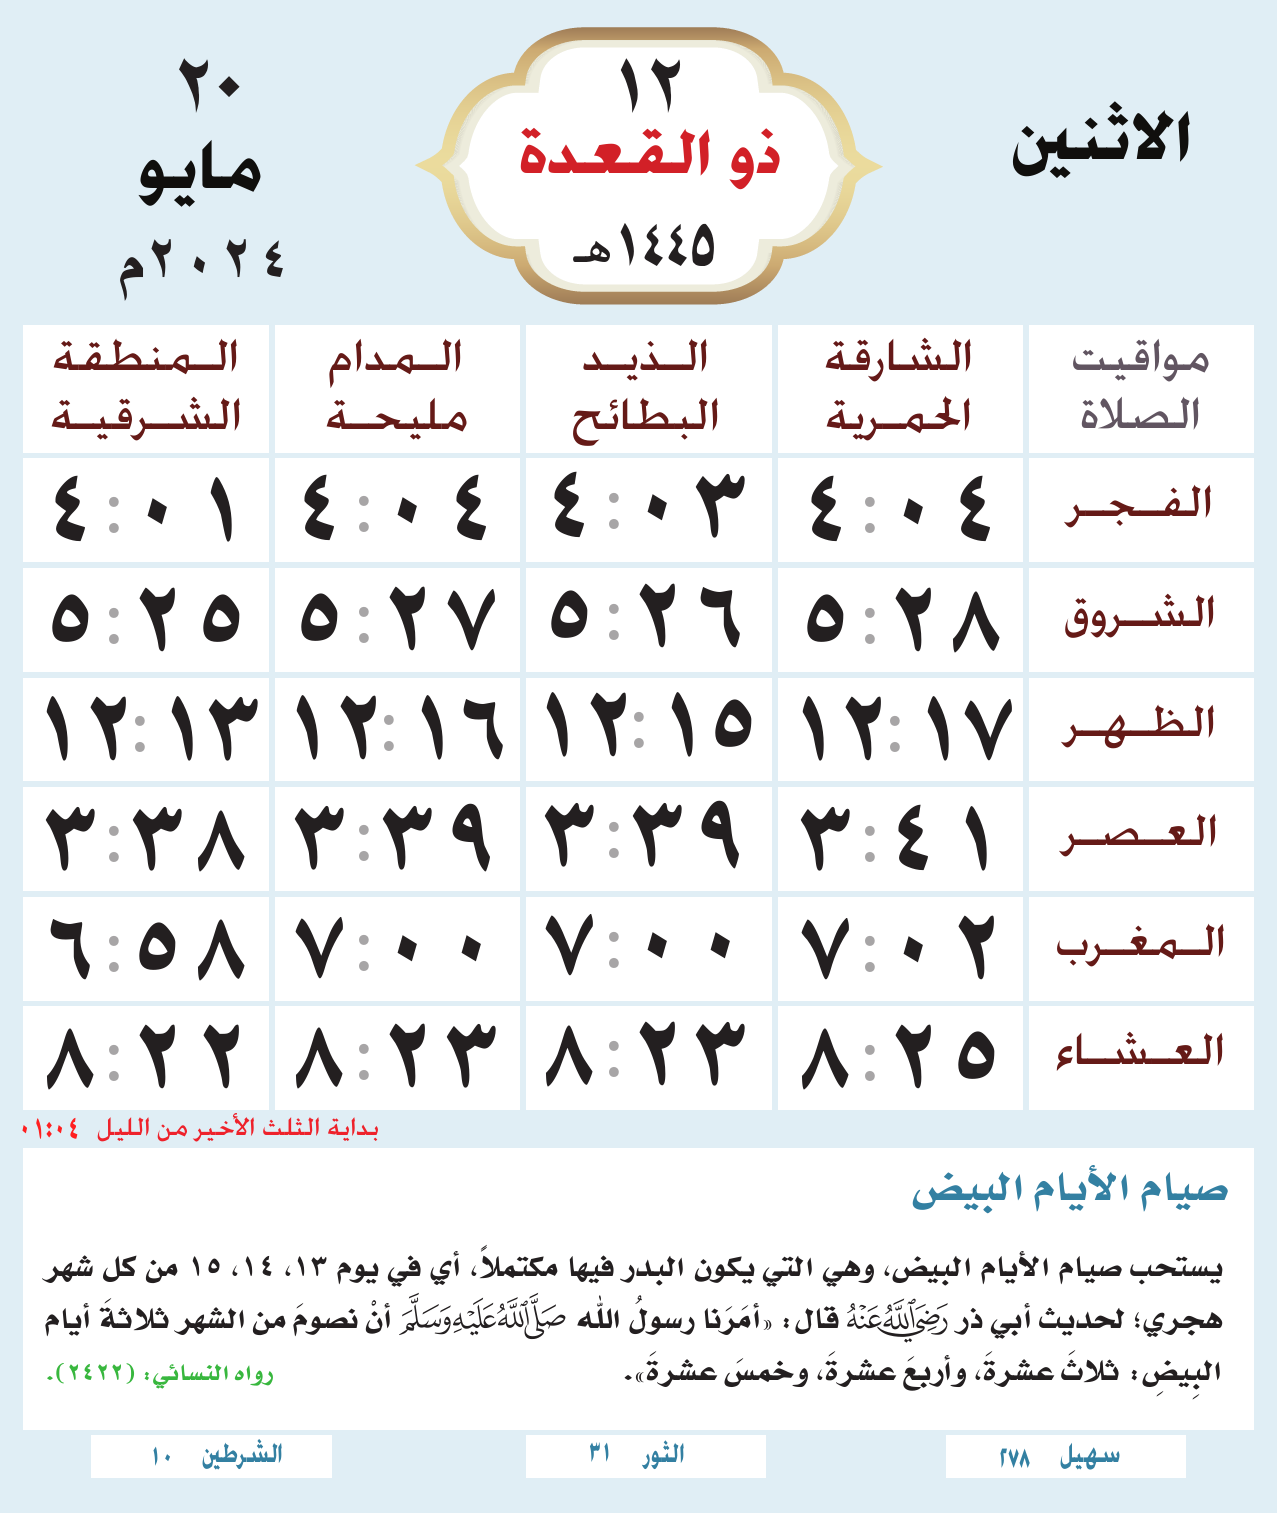 الاثنين
١٢
ذو القعدة
١٤٤٥هـ
٢٠
مايو
٢٠٢٤م
مواقيت الصلاة | الشارقة الحمرية | الذيد البطائح | المدام مليحة | المنطقة الشرقية
الفجر ٤:٠٤ ٤:٠٣ ٤:٠٤ ٤:٠١
الشروق ٥:٢٨ ٥:٢٦ ٥:٢٧ ٥:٢٥
الظهر ١٢:١٧ ١٢:١٥ ١٢:١٦ ١٢:١٣
العصر ٣:٤١ ٣:٣٩ ٣:٣٩ ٣:٣٨
المغرب ٧:٠٢ ٧:٠٠ ٧:٠٠ ٦:٥٨
العشاء ٨:٢٥ ٨:٢٣ ٨:٢٣ ٨:٢٢
بداية الثلث الأخير من الليل ٠١:٠٤
صيام الأيام البيض
يستحب صيام الأيام البيض، وهي التي يكون البدر فيها مكتملاً، أي في يوم ١٣، ١٤، ١٥ من كل شهر
هجري؛ لحديث أبي ذر رَضِيَ اللَّهُ عَنْهُ قال: «أمَرَنا رسولُ الله صَلَّى اللَّهُ عَلَيْهِ وَسَلَّمَ أنْ نصومَ من الشهر ثلاثةَ أيام
البِيضِ: ثلاثَ عشرةَ، وأربعَ عشرةَ، وخمسَ عشرةَ». رواه النسائي: (٢٤٢٢).
سهيل ٢٧٨
الثور ٣١
الشرطين ١٠